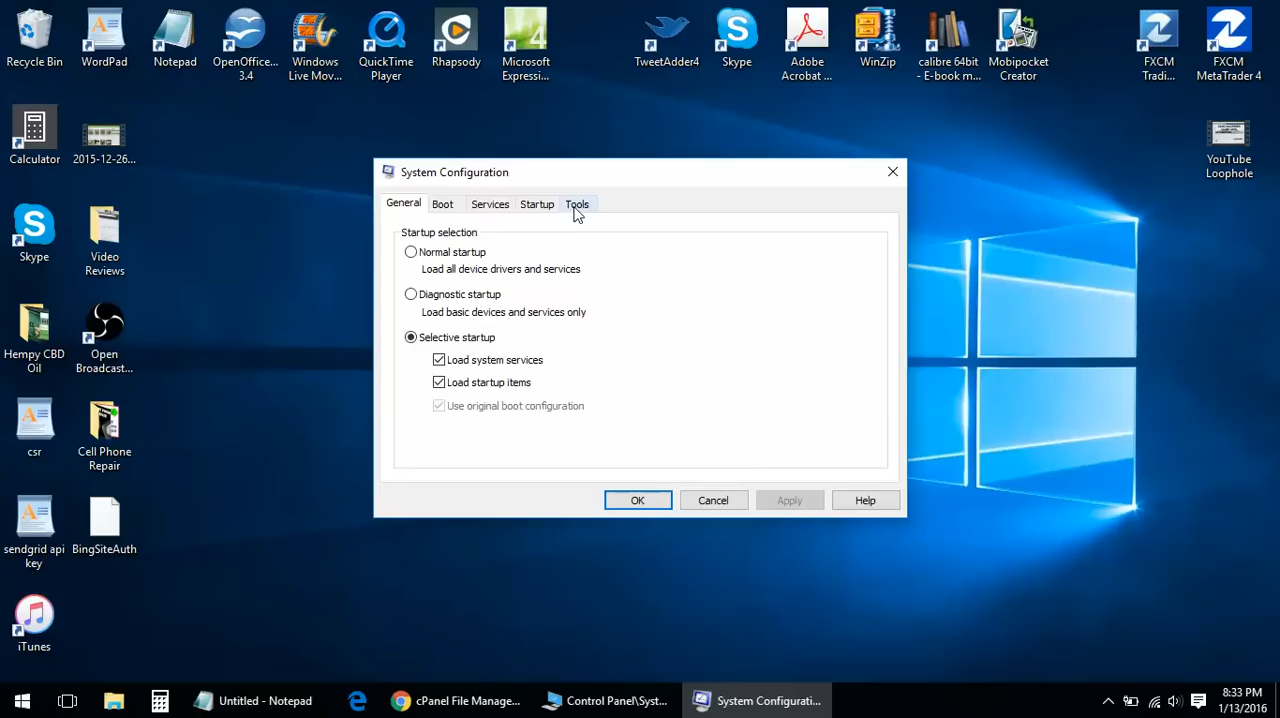 Recycle Bin
WordPad
Notepad
OpenOffice...
3.4
Windows
Live Mov...
QuickTime
Player
Rhapsody
4
Microsoft
Expressi...
TweetAdder4
Skype
Adobe
Acrobat ...
WinZip
calibre 64bit
- E-book m...
Mobipocket
Creator
FXCM
Tradi...
FXCM
MetaTrader 4
Calculator
2015-12-26...
YouTube
Loophole
Skype
Video
Reviews
Hempy CBD
Oil
Open
Broadcast...
csr
Cell Phone
Repair
sendgrid api
key
BingSiteAuth
iTunes
System Configuration
General
Boot
Services
Startup
Tools
Startup selection
Normal startup
Load all device drivers and services
Diagnostic startup
Load basic devices and services only
Selective startup
Load system services
Load startup items
Use original boot configuration
OK
Cancel
Apply
Help
Untitled - Notepad
cPanel File Manage...
Control Panel\Syst...
System Configurati...
8:33 PM
1/13/2016